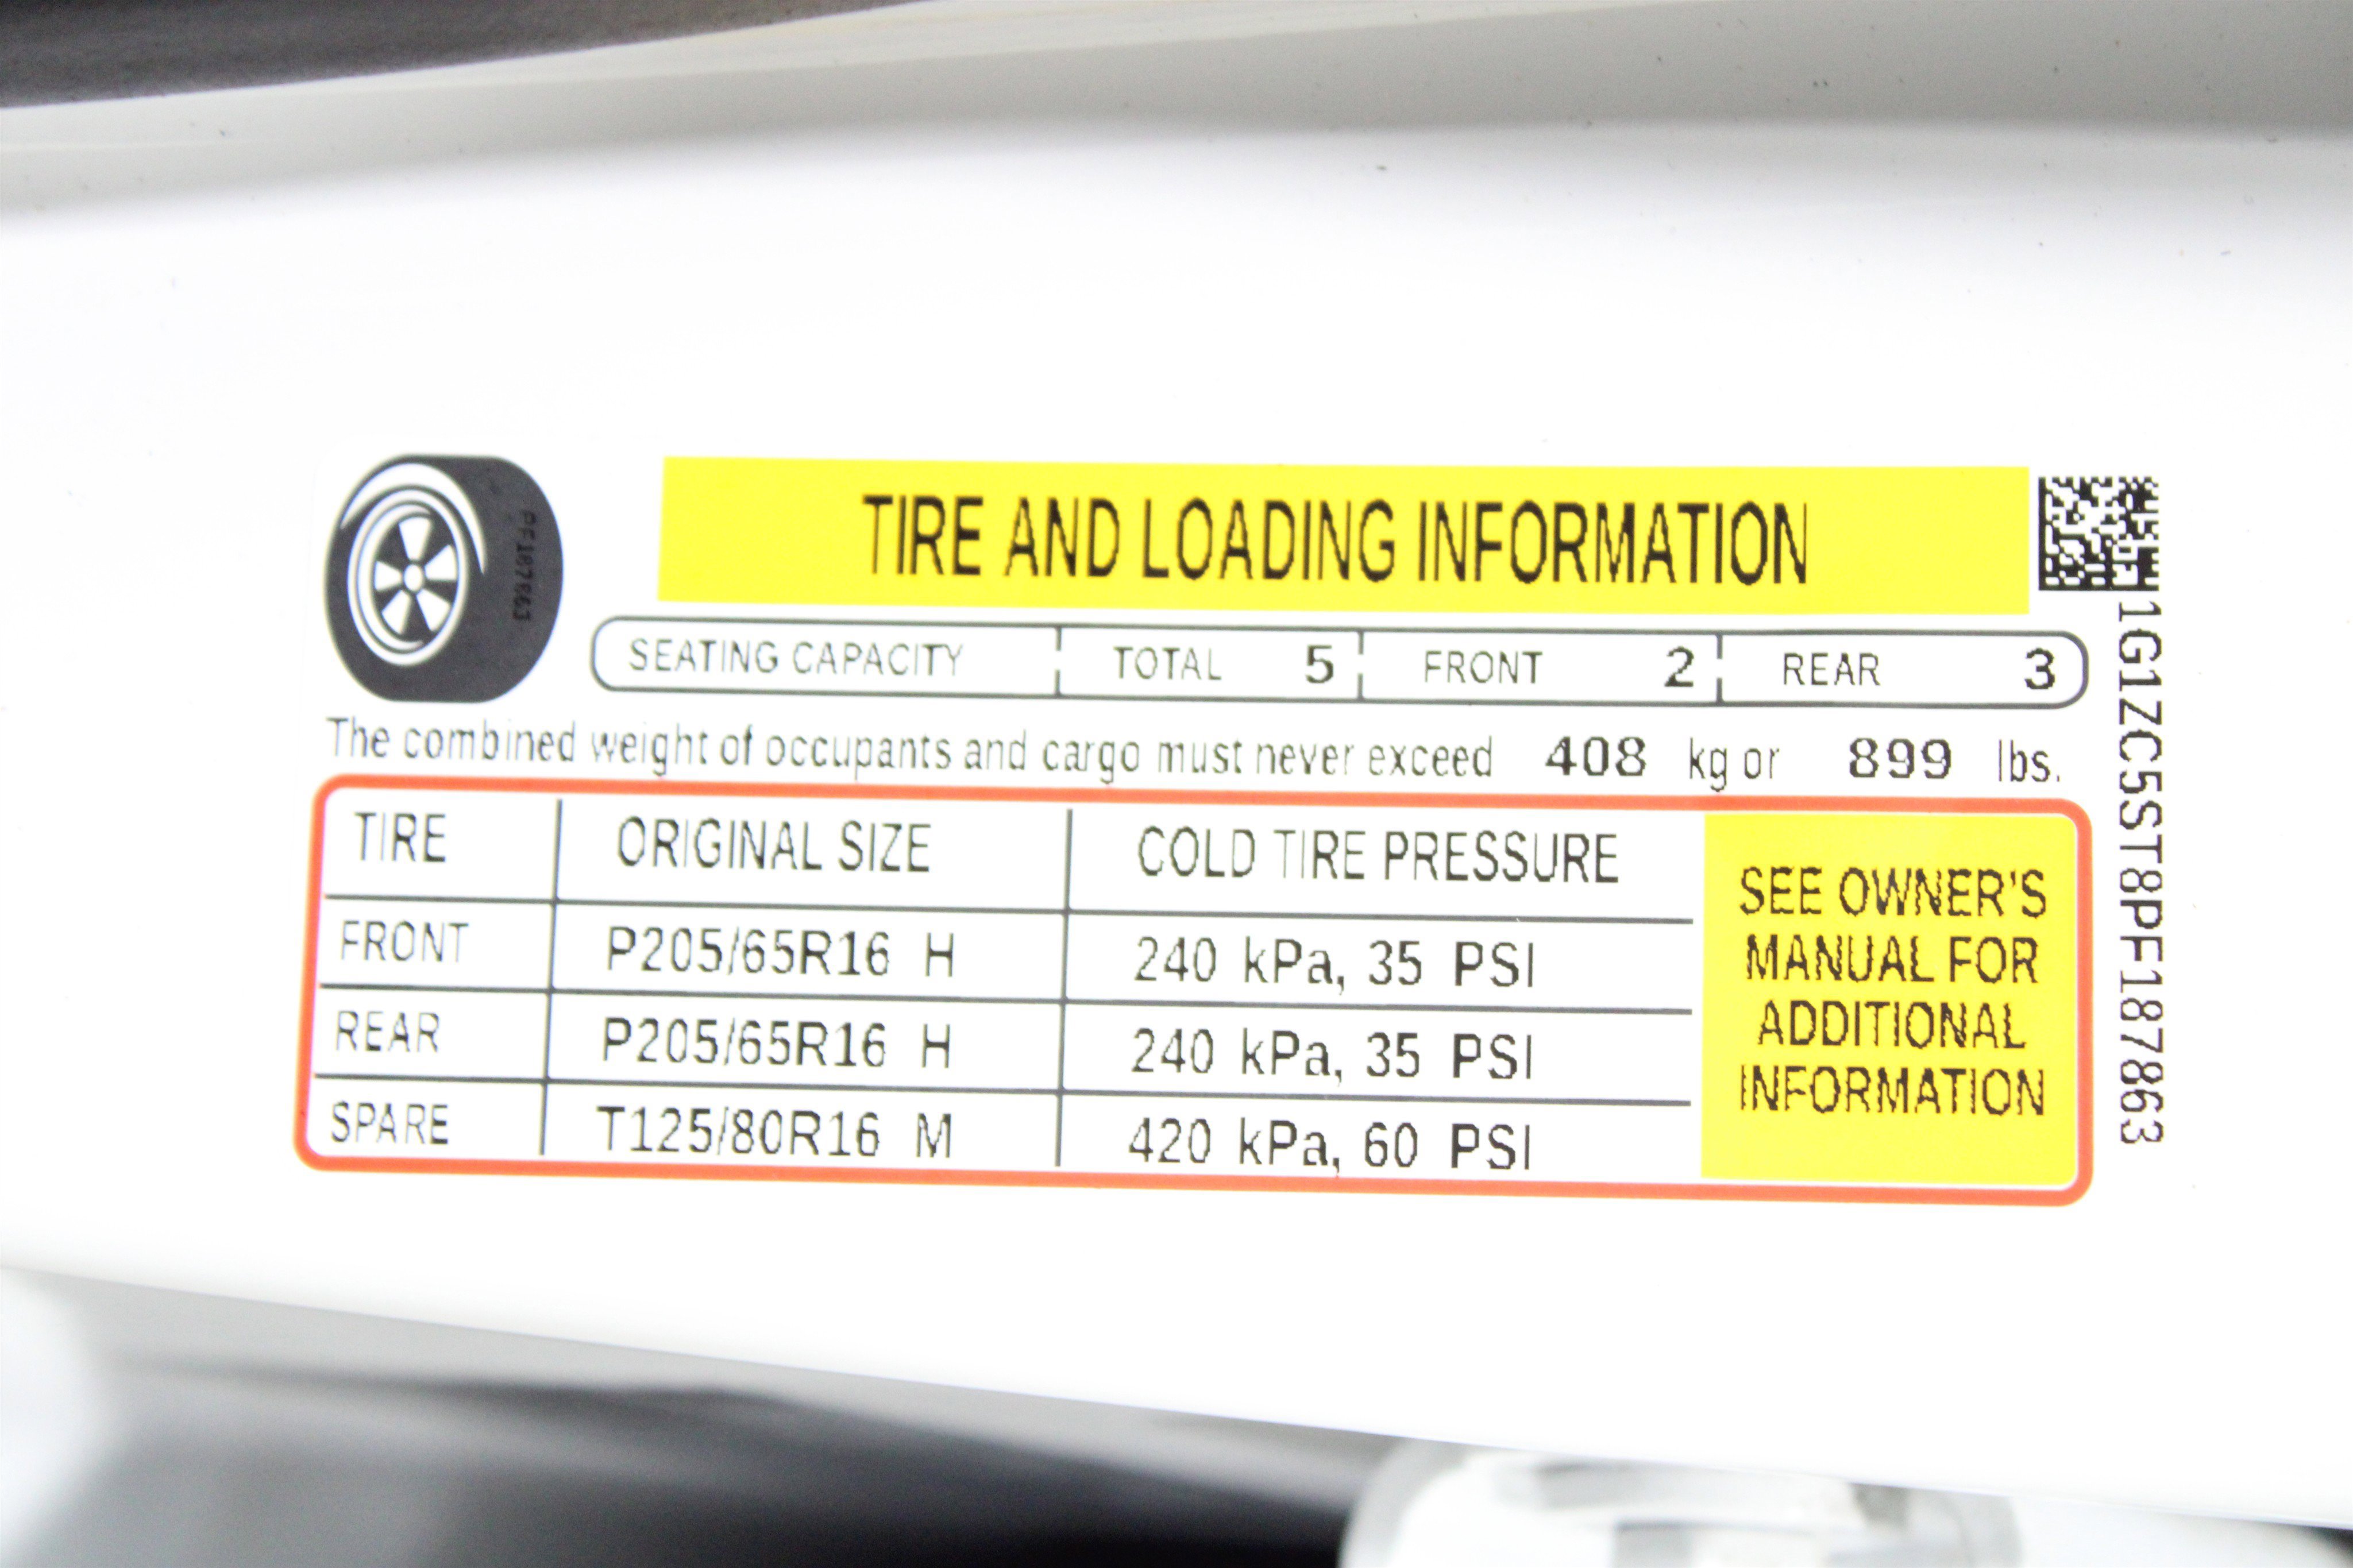 TIRE AND LOADING INFORMATION
PF187863
SEATING CAPACITY TOTAL 5 FRONT 2 REAR 3
The combined weight of occupants and cargo must never exceed 408 kg or 899 lbs.
TIRE ORIGINAL SIZE COLD TIRE PRESSURE
FRONT P205/65R16 H 240 kPa, 35 PSI
REAR P205/65R16 H 240 kPa, 35 PSI
SPARE T125/80R16 M 420 kPa, 60 PSI
SEE OWNER'S
MANUAL FOR
ADDITIONAL
INFORMATION
1G1ZC5ST8PF187863